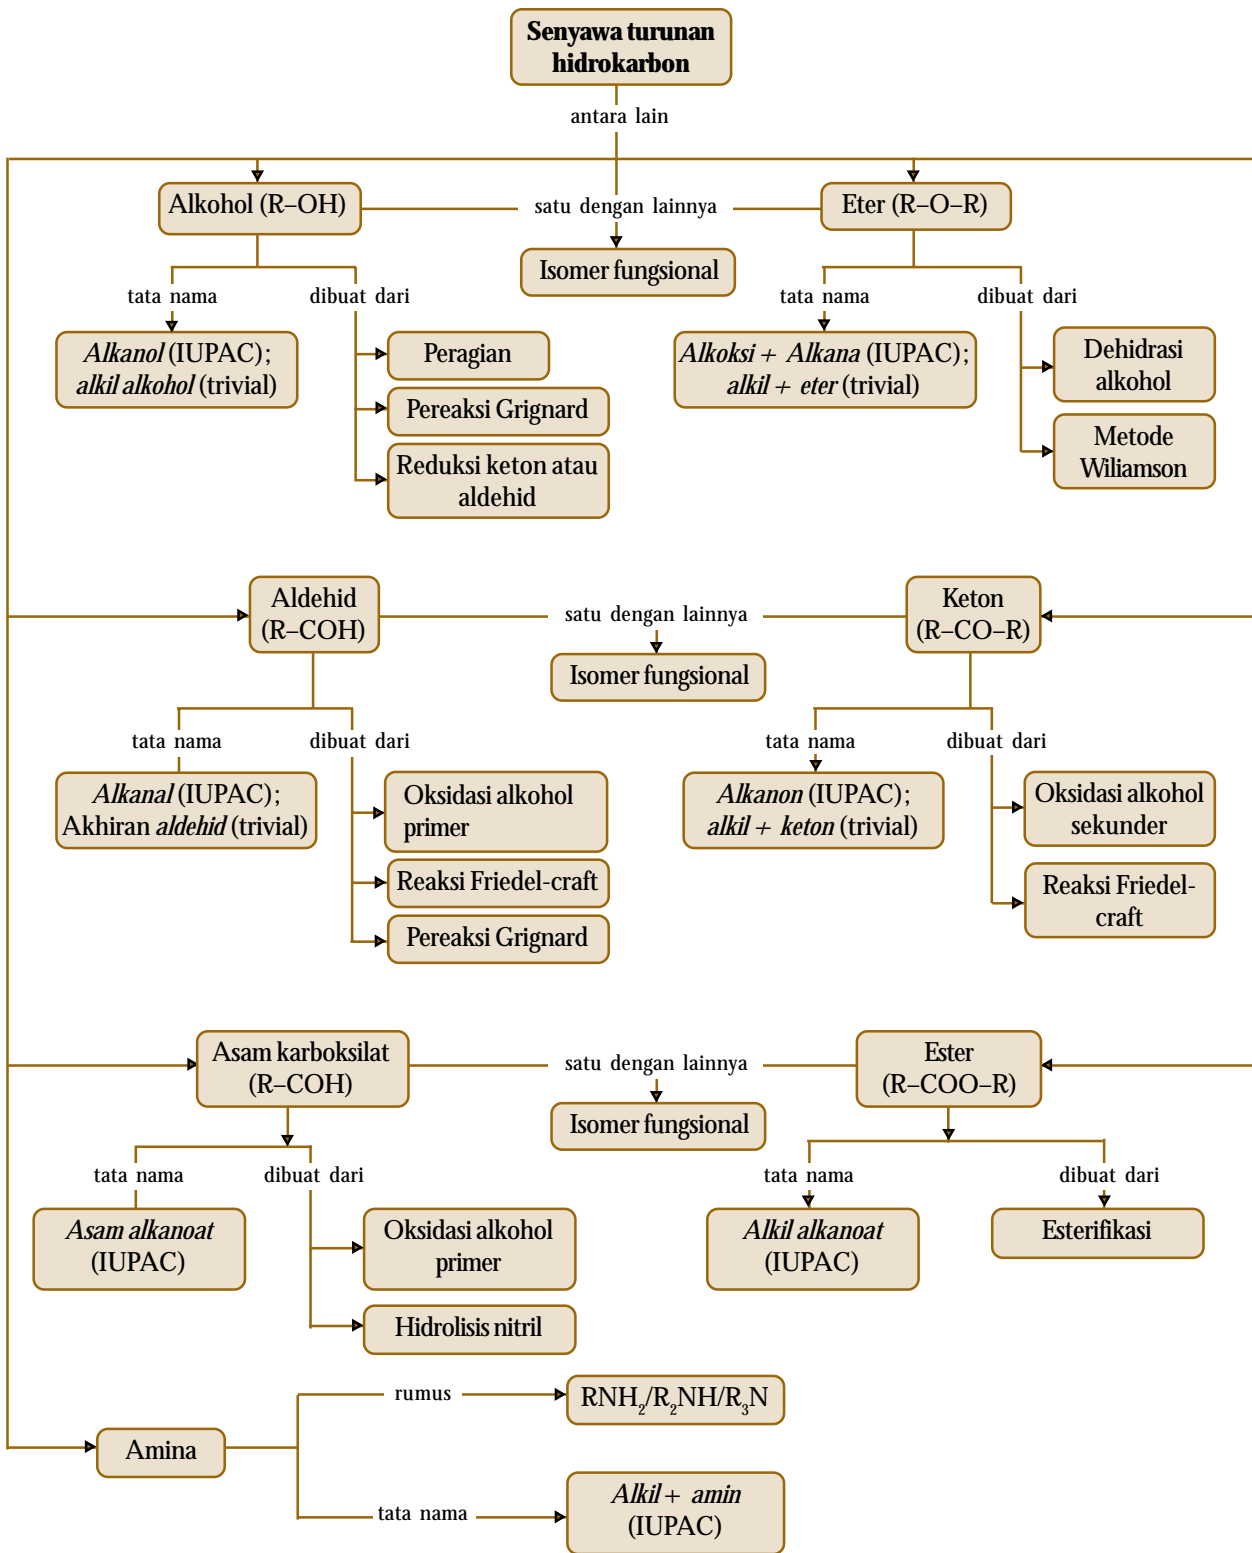 Senyawa turunan
hidrokarbon
antara lain
Alkohol (R–OH)
satu dengan lainnya
Eter (R–O–R)
Isomer fungsional
tata nama
dibuat dari
tata nama
dibuat dari
Alkanol (IUPAC);
alkil alkohol (trivial)
Peragian
Pereaksi Grignard
Reduksi keton atau
aldehid
Alkoksi + Alkana (IUPAC);
alkil + eter (trivial)
Dehidrasi
alkohol
Metode
Wiliamson
Aldehid
(R–COH)
satu dengan lainnya
Keton
(R–CO–R)
Isomer fungsional
tata nama
dibuat dari
tata nama
dibuat dari
Alkanal (IUPAC);
Akhiran aldehid (trivial)
Oksidasi alkohol
primer
Reaksi Friedel-craft
Pereaksi Grignard
Alkanon (IUPAC);
alkil + keton (trivial)
Oksidasi alkohol
sekunder
Reaksi Friedel-
craft
Asam karboksilat
(R–COH)
satu dengan lainnya
Ester
(R–COO–R)
Isomer fungsional
tata nama
dibuat dari
tata nama
dibuat dari
Asam alkanoat
(IUPAC)
Oksidasi alkohol
primer
Hidrolisis nitril
Alkil alkanoat
(IUPAC)
Esterifikasi
Amina
rumus
RNH₂/R₂NH/R₃N
tata nama
Alkil + amin
(IUPAC)